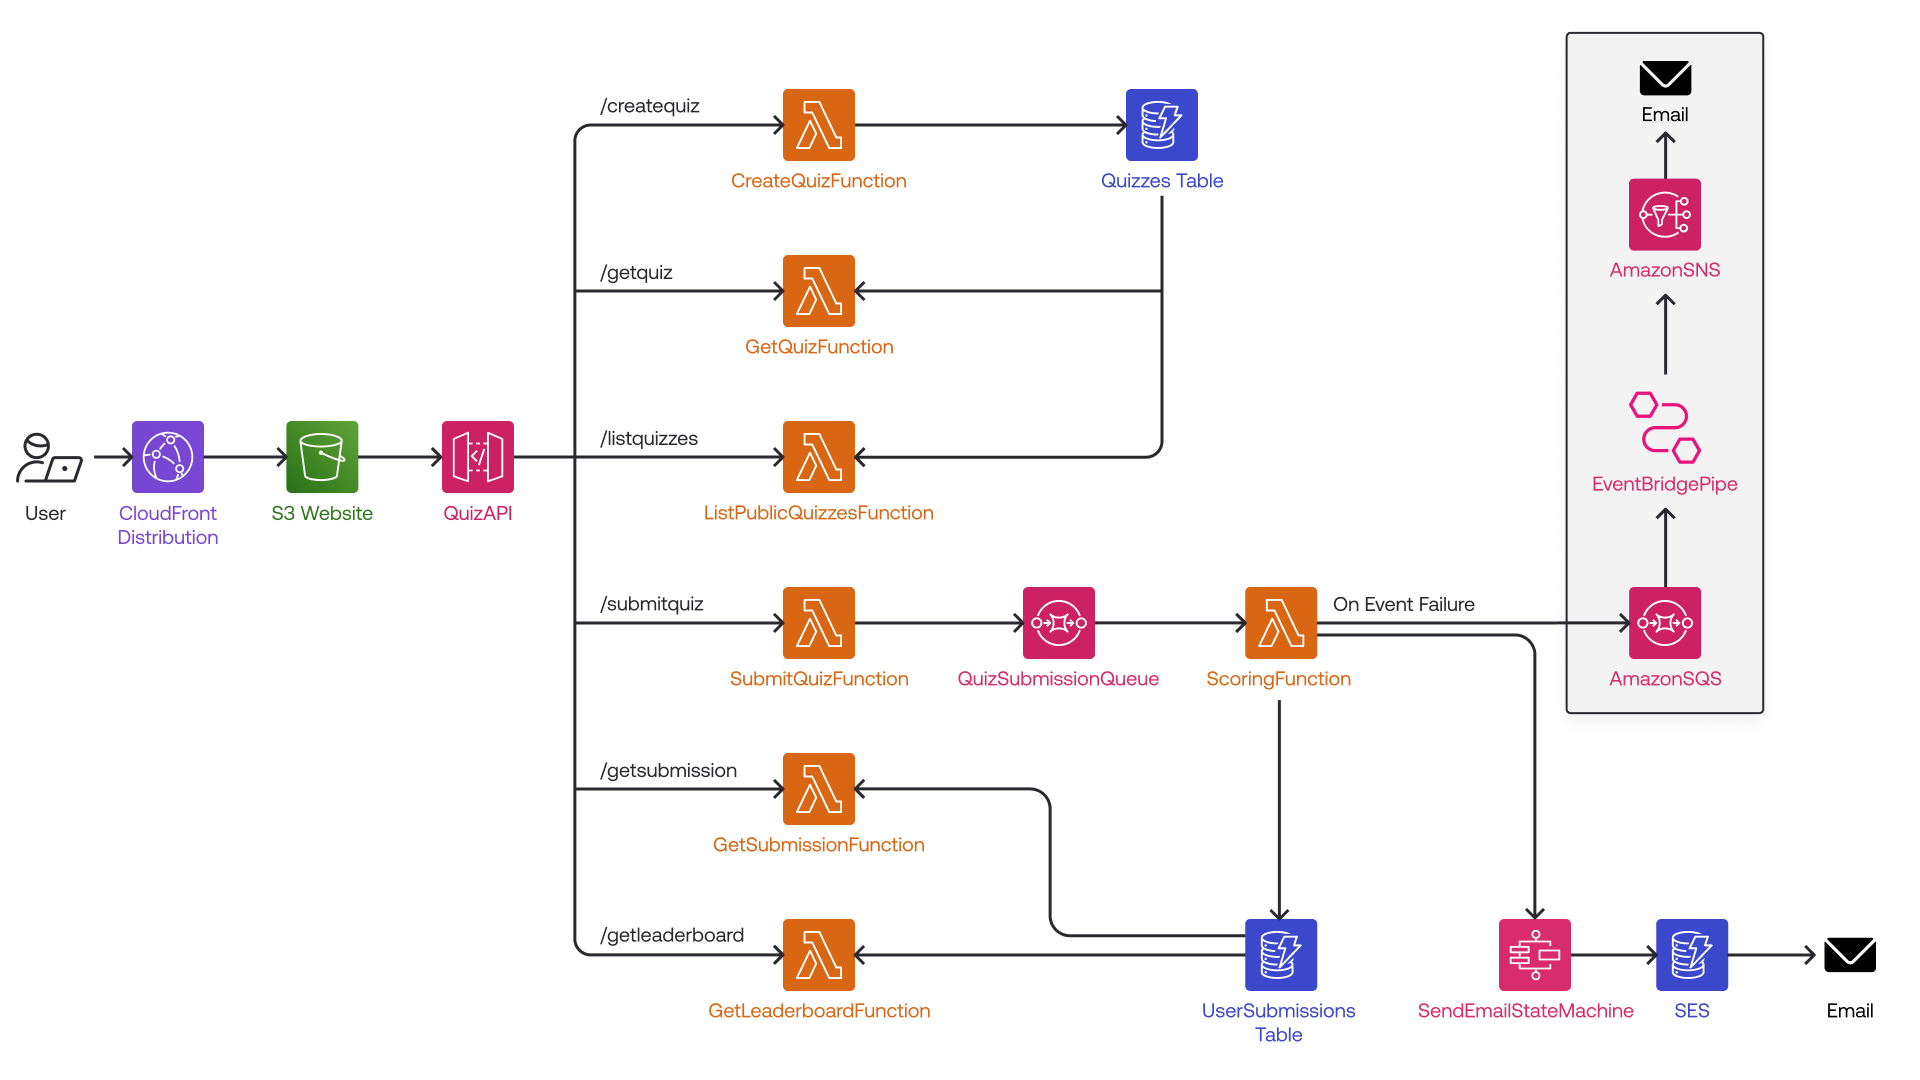 User
CloudFront
Distribution
S3 Website
QuizAPI
/createquiz
CreateQuizFunction
Quizzes Table
/getquiz
GetQuizFunction
/listquizzes
ListPublicQuizzesFunction
/submitquiz
SubmitQuizFunction
QuizSubmissionQueue
ScoringFunction
On Event Failure
/getsubmission
GetSubmissionFunction
/getleaderboard
GetLeaderboardFunction
UserSubmissions
Table
SendEmailStateMachine
SES
Email
Email
AmazonSNS
EventBridgePipe
AmazonSQS